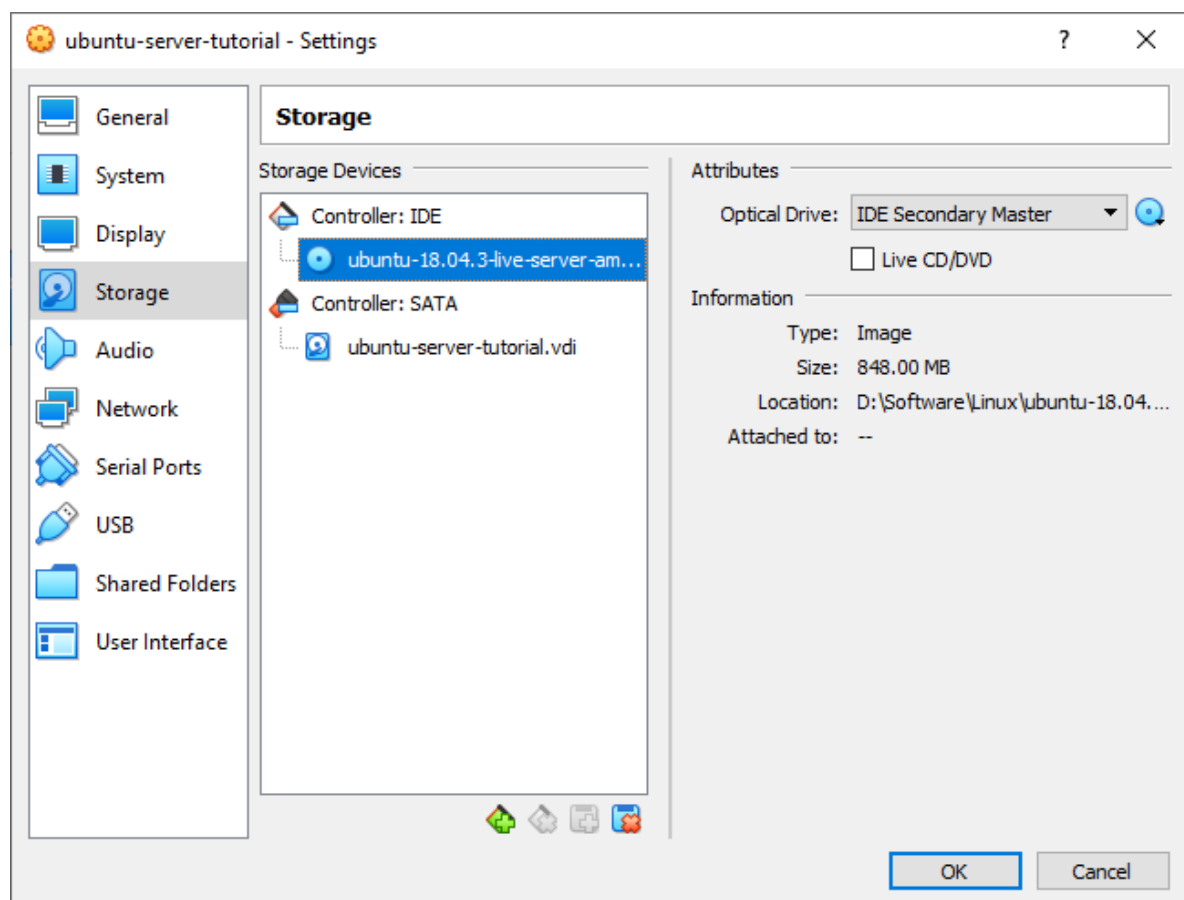 ubuntu-server-tutorial - Settings
?
General
System
Display
Storage
Audio
Network
Serial Ports
USB
Shared Folders
User Interface
Storage
Storage Devices
Controller: IDE
ubuntu-18.04.3-live-server-am...
Controller: SATA
ubuntu-server-tutorial.vdi
Attributes
Optical Drive: IDE Secondary Master
Live CD/DVD
Information
Type: Image
Size: 848.00 MB
Location: D:\Software\Linux\ubuntu-18.04....
Attached to: --
OK
Cancel